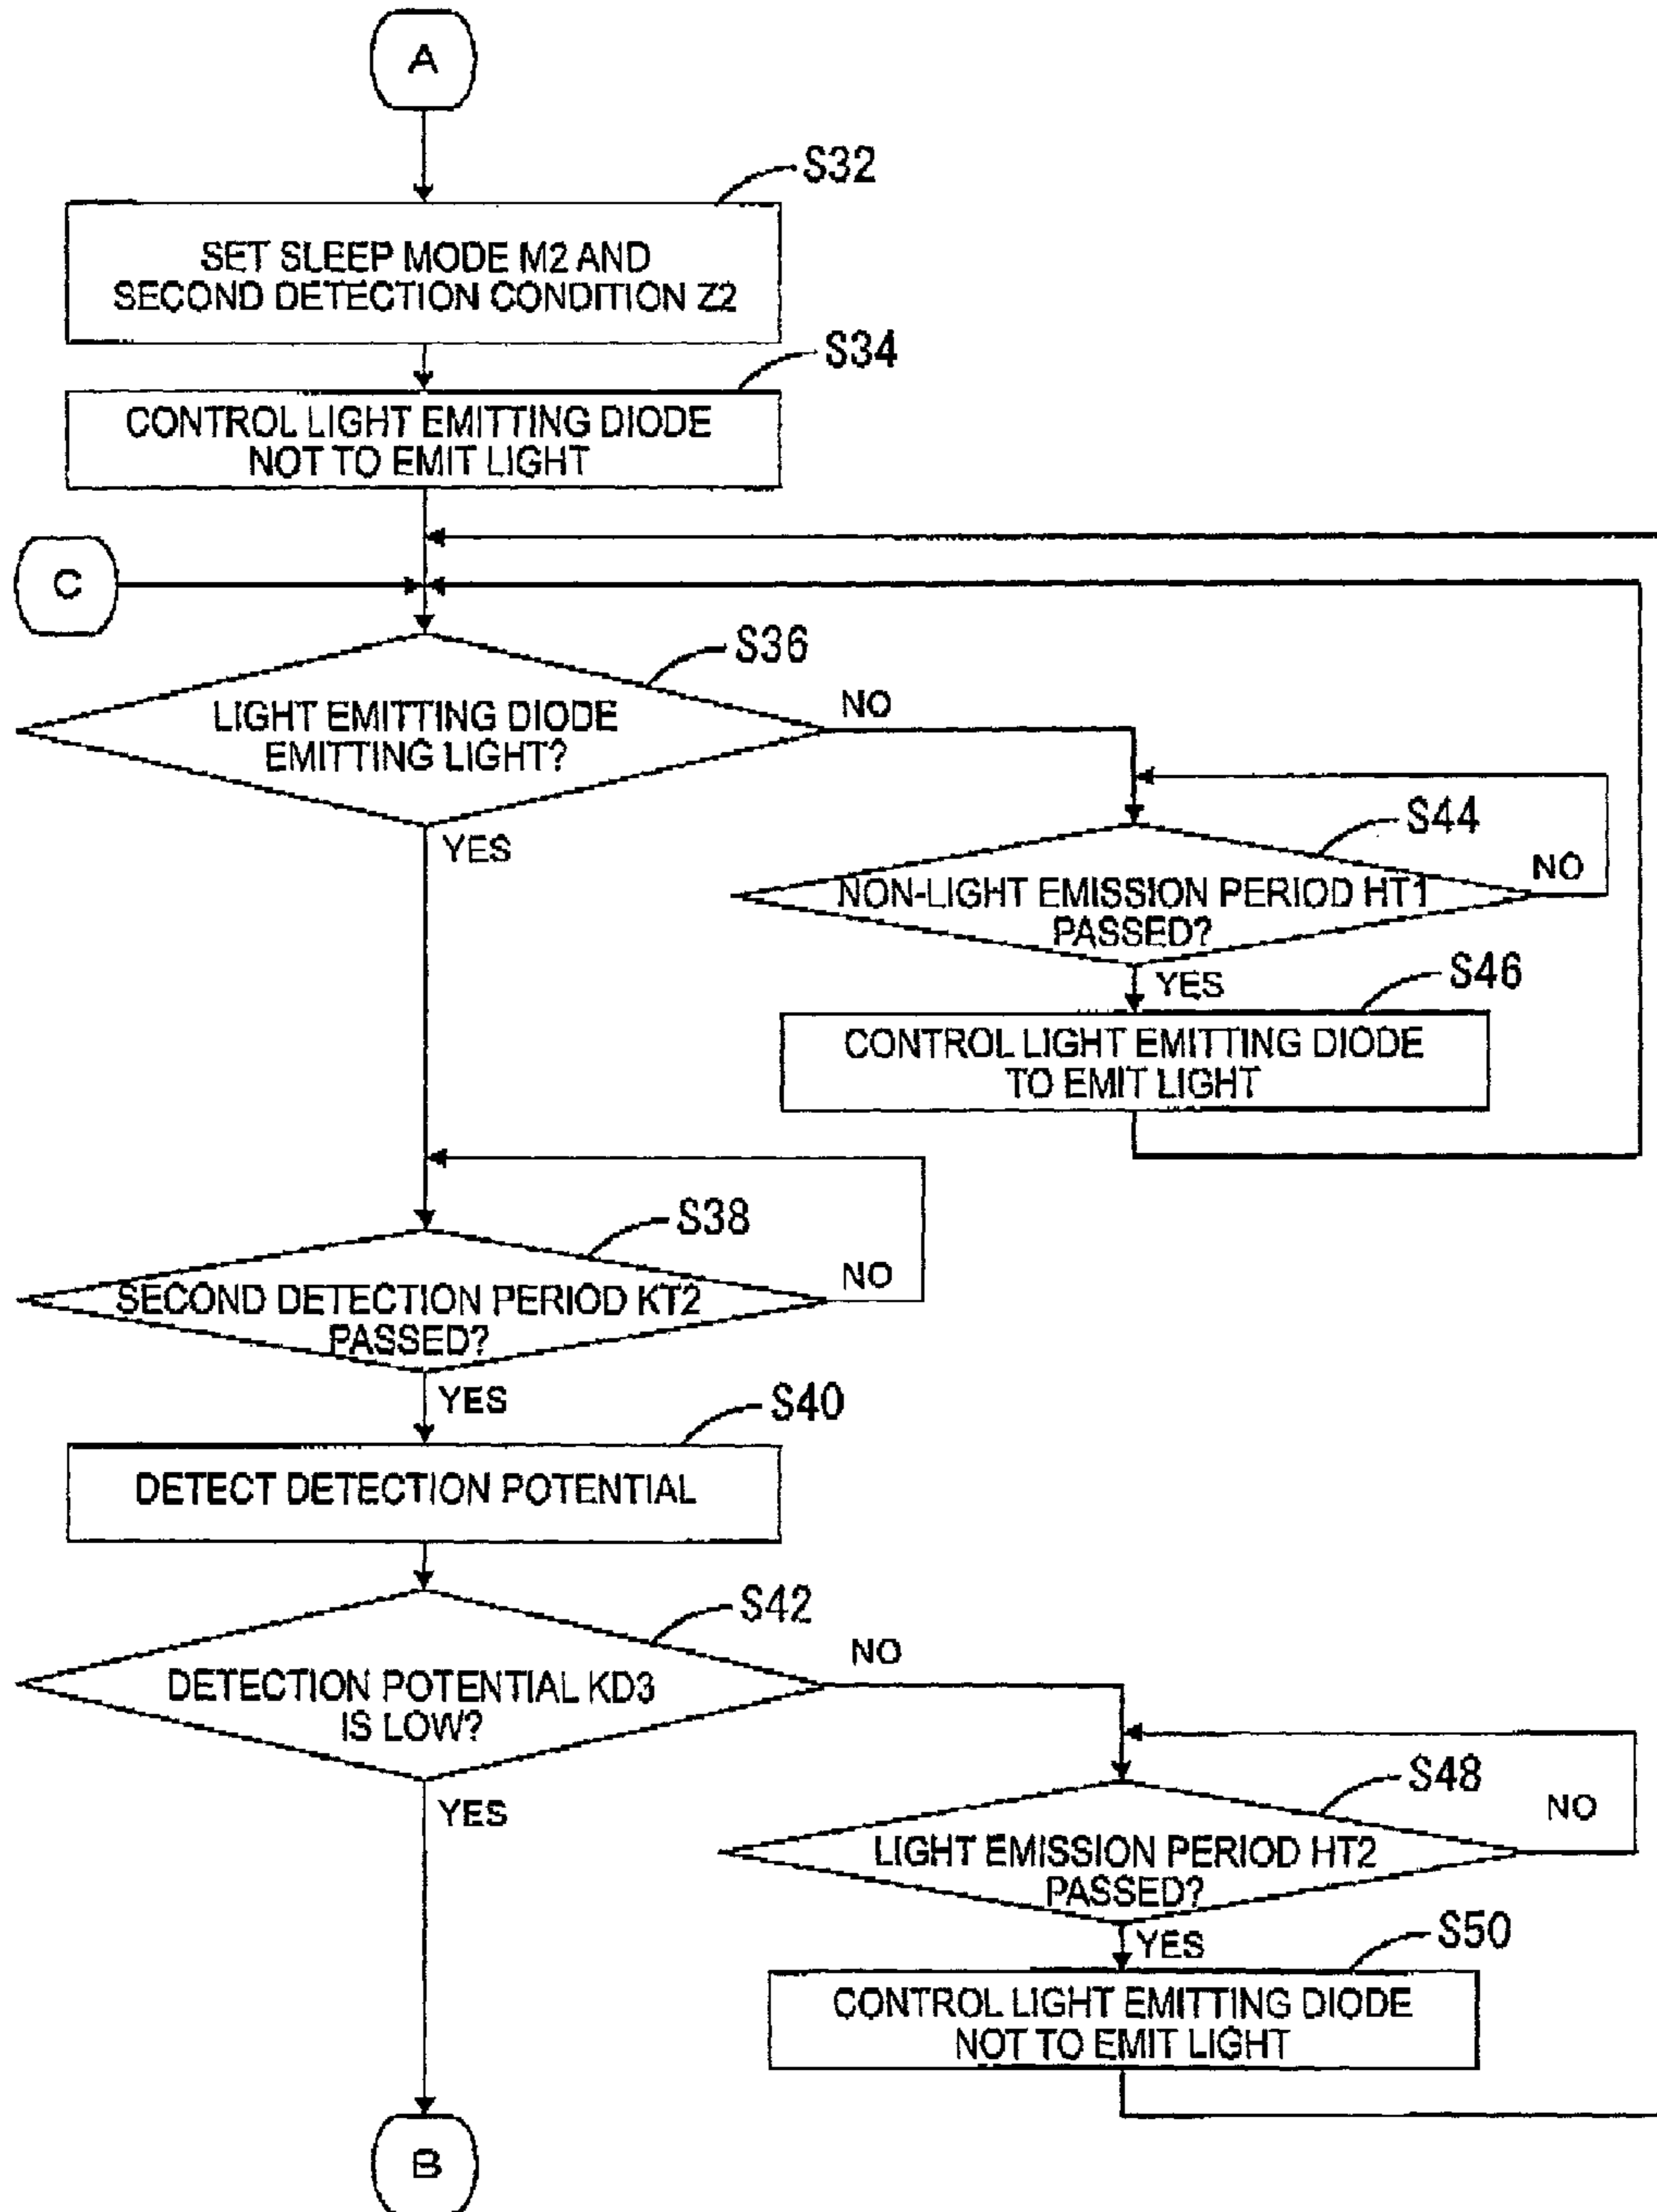 A
S32
SET SLEEP MODE M2 AND
SECOND DETECTION CONDITION Z2
S34
CONTROL LIGHT EMITTING DIODE
NOT TO EMIT LIGHT
C
S36
LIGHT EMITTING DIODE
EMITTING LIGHT?
NO
YES
S44
NON-LIGHT EMISSION PERIOD HT1
PASSED?
NO
YES
S46
CONTROL LIGHT EMITTING DIODE
TO EMIT LIGHT
S38
SECOND DETECTION PERIOD KT2
PASSED?
NO
YES
S40
DETECT DETECTION POTENTIAL
S42
DETECTION POTENTIAL KD3
IS LOW?
NO
YES
S48
LIGHT EMISSION PERIOD HT2
PASSED?
NO
YES
S50
CONTROL LIGHT EMITTING DIODE
NOT TO EMIT LIGHT
B